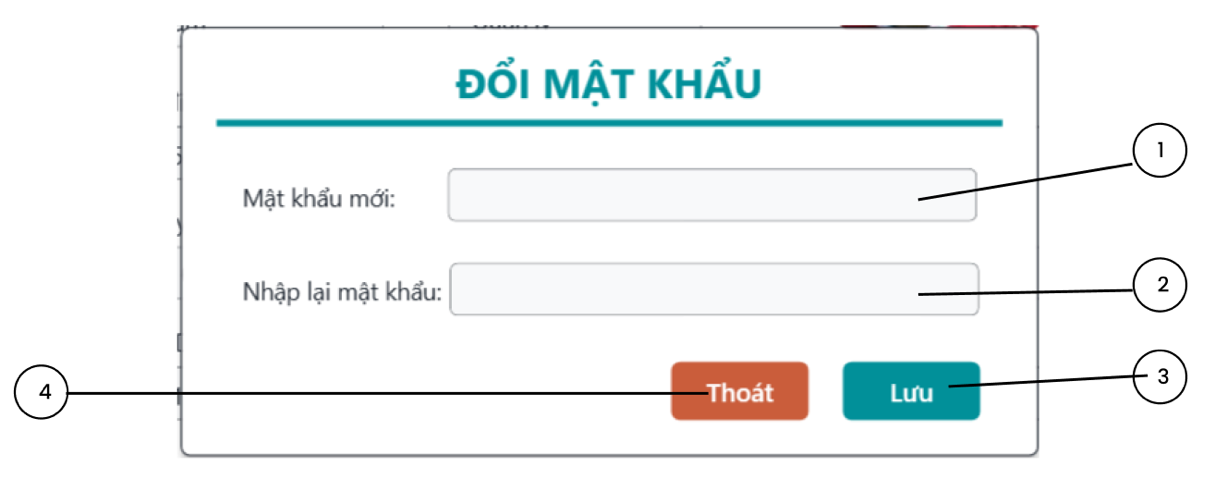 ĐỔI MẬT KHẨU
1
Mật khẩu mới:
2
Nhập lại mật khẩu:
3
4
Thoát Lưu